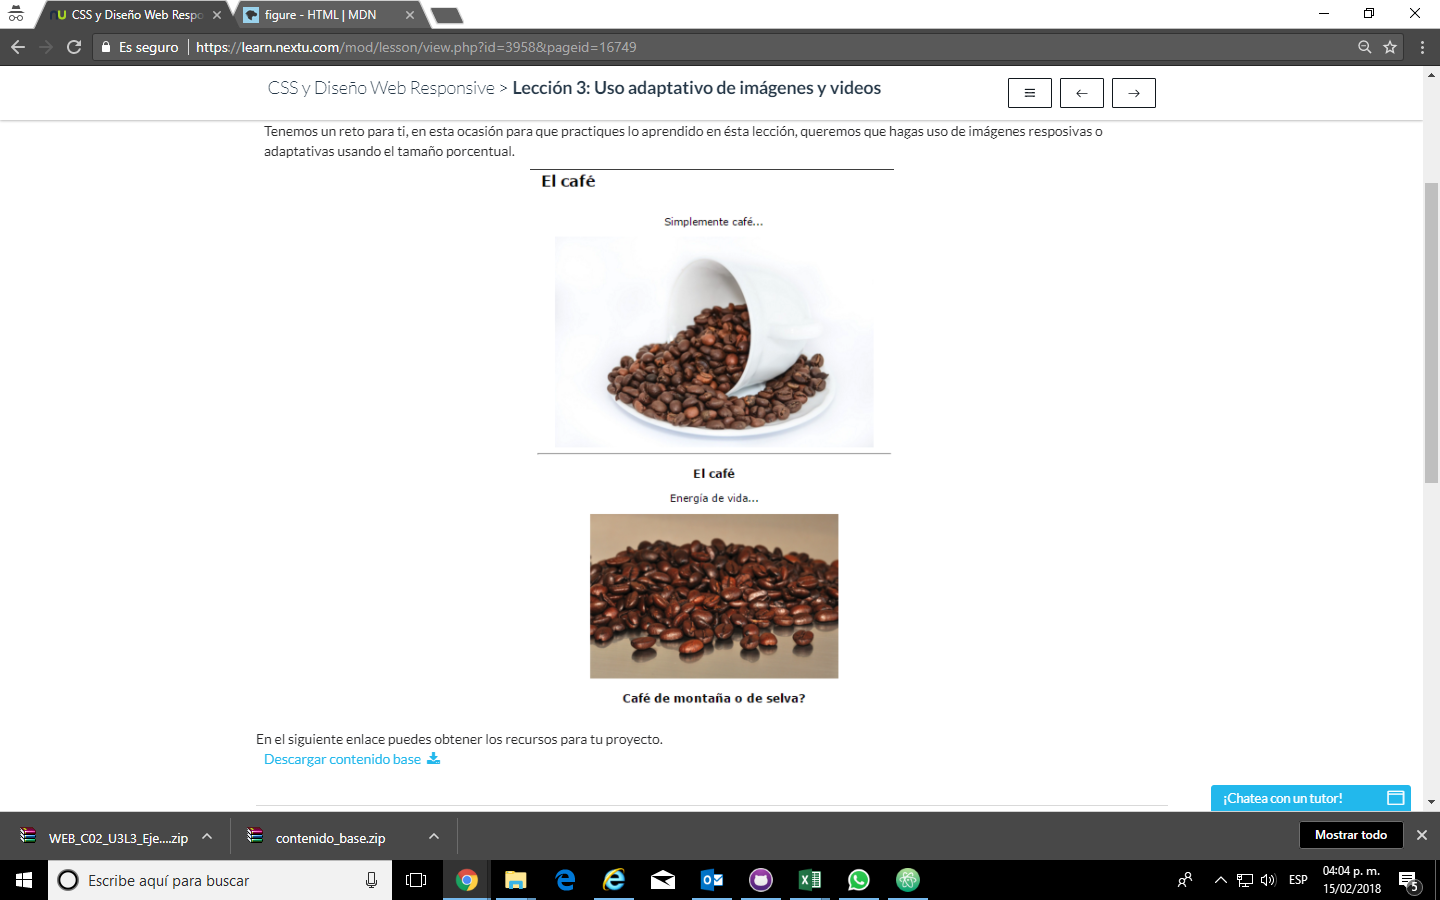 CSS y Diseño Web Respo
figure - HTML | MDN
Es seguro
https://learn.nextu.com/mod/lesson/view.php?id=3958&pageid=16749
CSS y Diseño Web Responsive > Lección 3: Uso adaptativo de imágenes y videos
Tenemos un reto para ti, en esta ocasión para que practiques lo aprendido en ésta lección, queremos que hagas uso de imágenes resposivas o
adaptativas usando el tamaño porcentual.
El café
Simplemente café...
El café
Energía de vida...
Café de montaña o de selva?
En el siguiente enlace puedes obtener los recursos para tu proyecto.
Descargar contenido base
¡Chatea con un tutor!
WEB_C02_U3L3_Eje....zip
contenido_base.zip
Mostrar todo
Escribe aquí para buscar
ESP
04:04 p. m.
15/02/2018
5